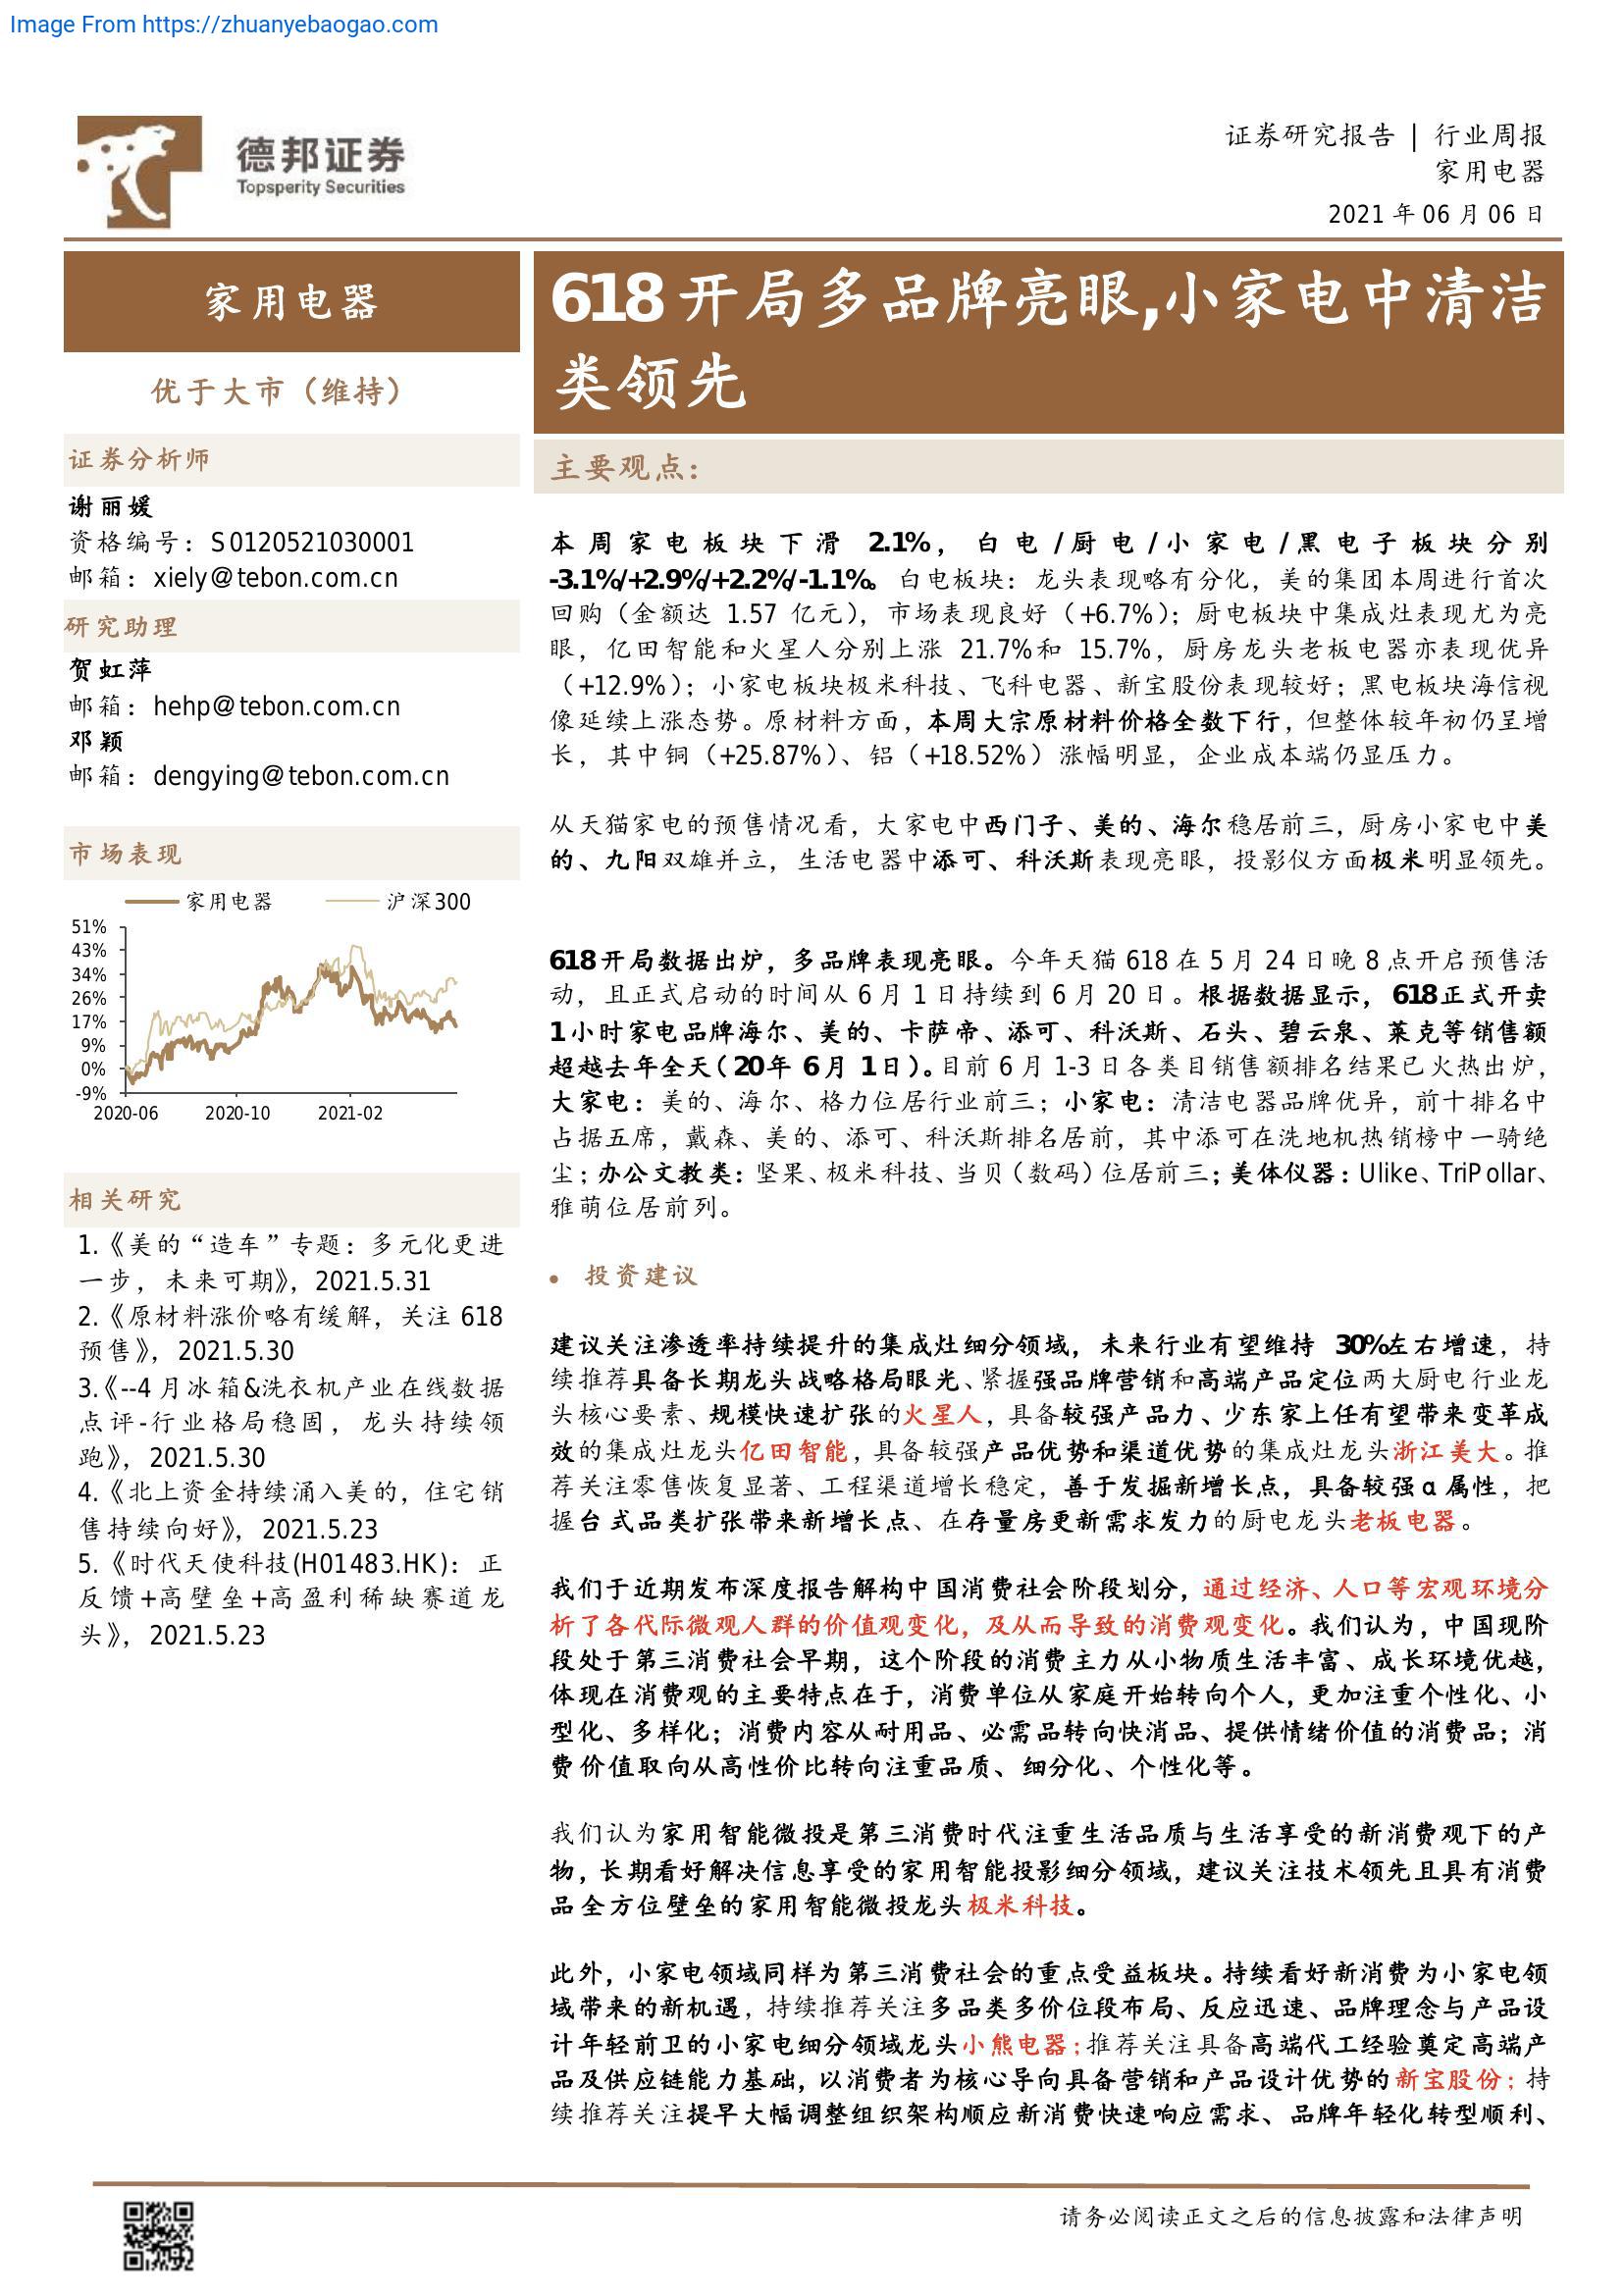 Image From https://zhuanyebaogao.com
德邦证券
Topsperity Securities
证券研究报告 | 行业周报
家用电器
2021 年 06 月 06 日
家用电器
优于大市（维持）
证券分析师
谢丽媛
资格编号：S0120521030001
邮箱：xiely@tebon.com.cn
研究助理
贺虹萍
邮箱：hehp@tebon.com.cn
邓颖
邮箱：dengying@tebon.com.cn
市场表现
家用电器 沪深300
51%
43%
34%
26%
17%
9%
0%
-9%
2020-06 2020-10 2021-02
相关研究
1.《美的“造车”专题：多元化更进
一步，未来可期》，2021.5.31
2.《原材料涨价略有缓解，关注 618
预售》，2021.5.30
3.《--4 月冰箱&洗衣机产业在线数据
点评-行业格局稳固，龙头持续领
跑》，2021.5.30
4.《北上资金持续涌入美的，住宅销
售持续向好》，2021.5.23
5.《时代天使科技(H01483.HK)：正
反馈+高壁垒+高盈利稀缺赛道龙
头》，2021.5.23
618 开局多品牌亮眼,小家电中清洁
类领先
主要观点：
本周家电板块下滑 2.1%，白电/厨电/小家电/黑电子板块分别
-3.1%/+2.9%/+2.2%/-1.1%。白电板块：龙头表现略有分化，美的集团本周进行首次
回购（金额达 1.57 亿元），市场表现良好（+6.7%）；厨电板块中集成灶表现尤为亮
眼，亿田智能和火星人分别上涨 21.7%和 15.7%，厨房龙头老板电器亦表现优异
（+12.9%）；小家电板块极米科技、飞科电器、新宝股份表现较好；黑电板块海信视
像延续上涨态势。原材料方面，本周大宗原材料价格全数下行，但整体较年初仍呈增
长，其中铜（+25.87%）、铝（+18.52%）涨幅明显，企业成本端仍显压力。
从天猫家电的预售情况看，大家电中西门子、美的、海尔稳居前三，厨房小家电中美
的、九阳双雄并立，生活电器中添可、科沃斯表现亮眼，投影仪方面极米明显领先。
618 开局数据出炉，多品牌表现亮眼。今年天猫 618 在 5 月 24 日晚 8 点开启预售活
动，且正式启动的时间从 6 月 1 日持续到 6 月 20 日。根据数据显示，618 正式开卖
1 小时家电品牌海尔、美的、卡萨帝、添可、科沃斯、石头、碧云泉、莱克等销售额
超越去年全天（20 年 6 月 1 日）。目前 6 月 1-3 日各类目销售额排名结果已火热出炉，
大家电：美的、海尔、格力位居行业前三；小家电：清洁电器品牌优异，前十排名中
占据五席，戴森、美的、添可、科沃斯排名居前，其中添可在洗地机热销榜中一骑绝
尘；办公文教类：坚果、极米科技、当贝（数码）位居前三；美体仪器：Ulike、TriPollar、
雅萌位居前列。
• 投资建议
建议关注渗透率持续提升的集成灶细分领域，未来行业有望维持 30%左右增速，持
续推荐具备长期龙头战略格局眼光、紧握强品牌营销和高端产品定位两大厨电行业龙
头核心要素、规模快速扩张的火星人，具备较强产品力、少东家上任有望带来变革成
效的集成灶龙头亿田智能，具备较强产品优势和渠道优势的集成灶龙头浙江美大。推
荐关注零售恢复显著、工程渠道增长稳定，善于发掘新增长点，具备较强 α 属性，把
握台式品类扩张带来新增长点、在存量房更新需求发力的厨电龙头老板电器。
我们于近期发布深度报告解构中国消费社会阶段划分，通过经济、人口等宏观环境分
析了各代际微观人群的价值观变化，及从而导致的消费观变化。我们认为，中国现阶
段处于第三消费社会早期，这个阶段的消费主力从小物质生活丰富、成长环境优越，
体现在消费观的主要特点在于，消费单位从家庭开始转向个人，更加注重个性化、小
型化、多样化；消费内容从耐用品、必需品转向快消品、提供情绪价值的消费品；消
费价值取向从高性价比转向注重品质、细分化、个性化等。
我们认为家用智能微投是第三消费时代注重生活品质与生活享受的新消费观下的产
物，长期看好解决信息享受的家用智能投影细分领域，建议关注技术领先且具有消费
品全方位壁垒的家用智能微投龙头极米科技。
此外，小家电领域同样为第三消费社会的重点受益板块。持续看好新消费为小家电领
域带来的新机遇，持续推荐关注多品类多价位段布局、反应迅速、品牌理念与产品设
计年轻前卫的小家电细分领域龙头小熊电器；推荐关注具备高端代工经验奠定高端产
品及供应链能力基础，以消费者为核心导向具备营销和产品设计优势的新宝股份；持
续推荐关注提早大幅调整组织架构顺应新消费快速响应需求、品牌年轻化转型顺利、
请务必阅读正文之后的信息披露和法律声明